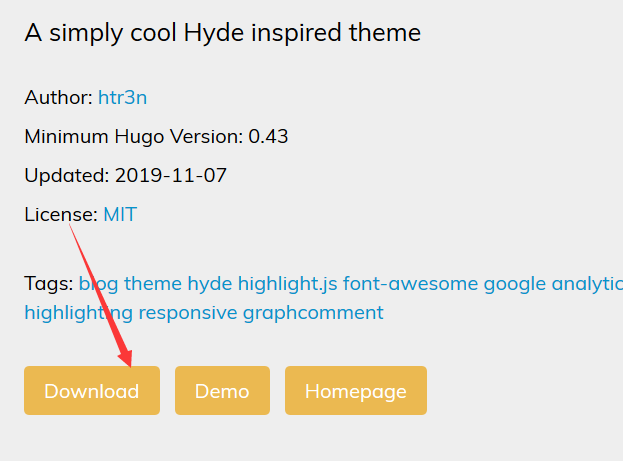 A simply cool Hyde inspired theme
Author: htr3n
Minimum Hugo Version: 0.43
Updated: 2019-11-07
License: MIT
Tags: blog theme hyde highlight.js font-awesome google analytic
highlighting responsive graphcomment
Download Demo Homepage